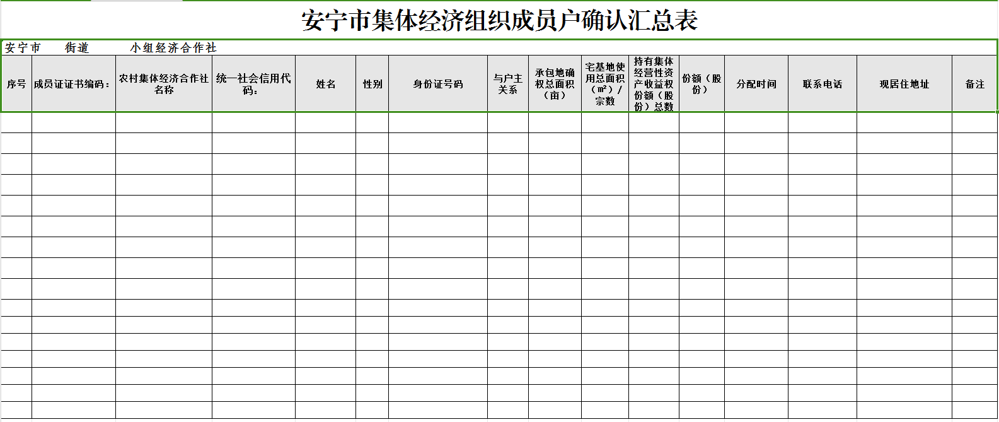 安宁市集体经济组织成员户确认汇总表
安宁市 街道 小组经济合作社
序号
成员证证书编码：
农村集体经济合作社
名称
统一社会信用代
码：
姓名
性别
身份证号码
与户主
关系
承包地确
权总面积
（亩）
宅基地使
用总面积
（㎡）/
宗数
持有集体
经营性资
产收益权
份额（股
份）总数
份额（股
份）
分配时间
联系电话
现居住地址
备注